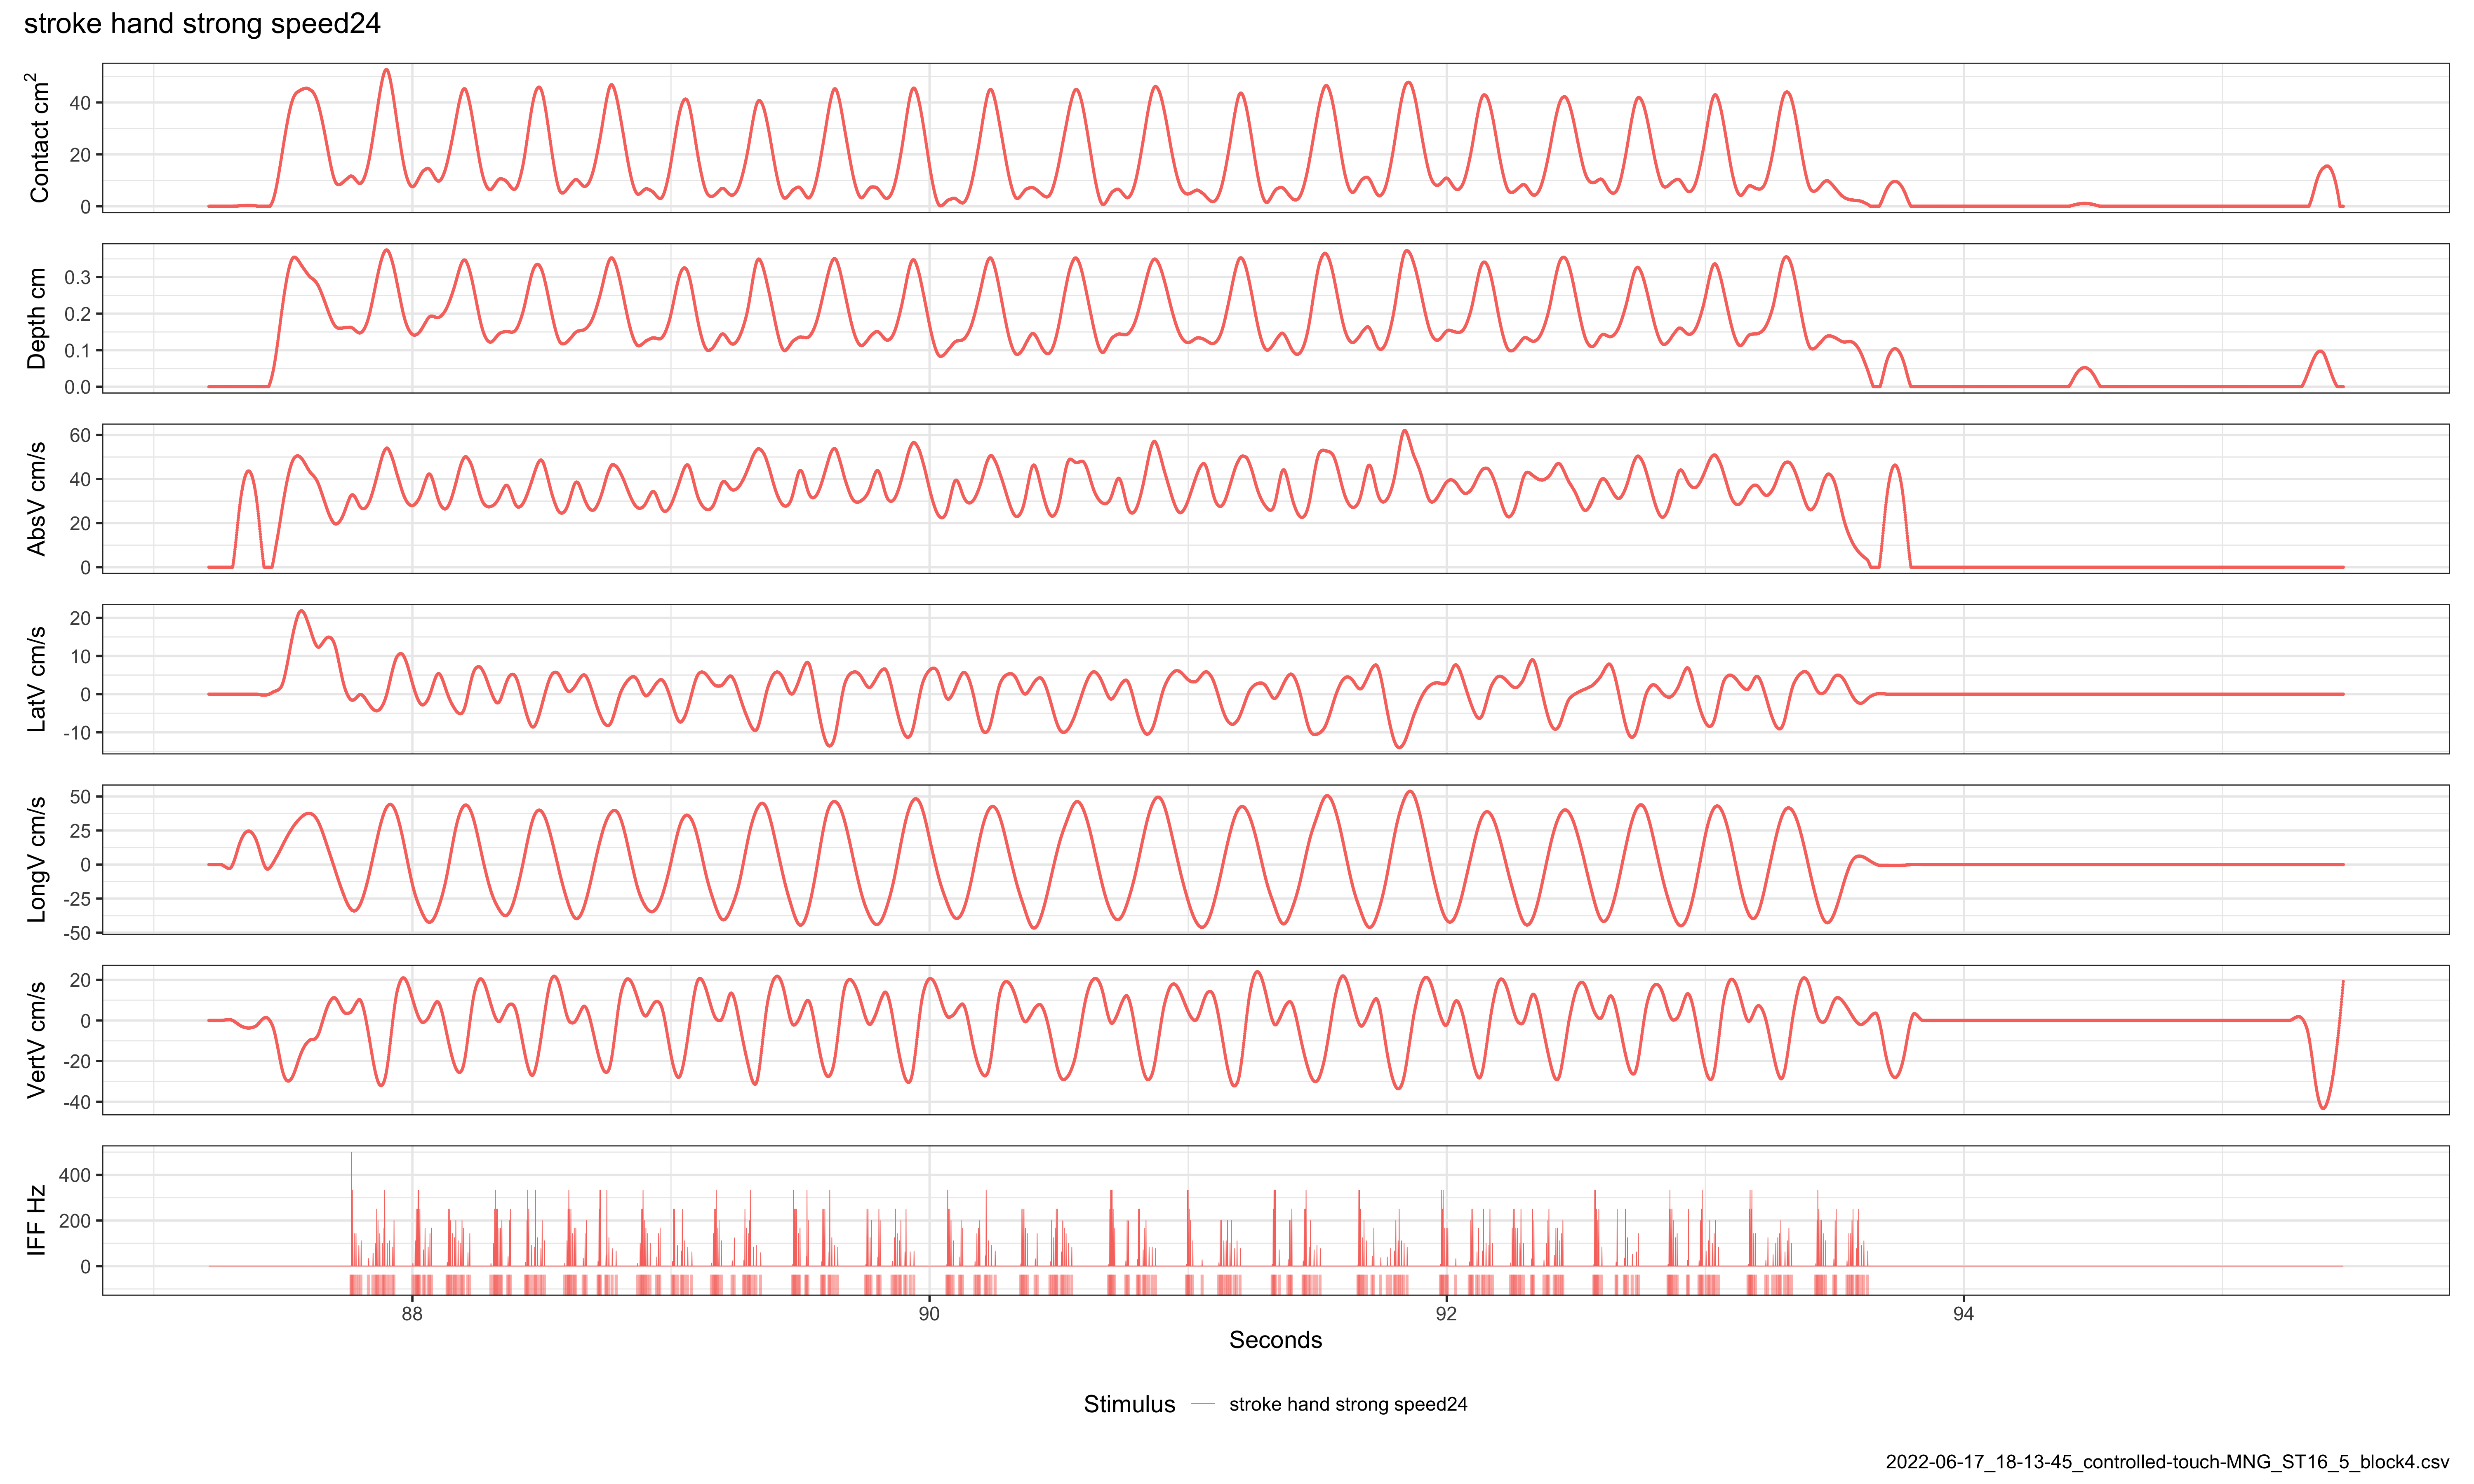 stroke hand strong speed24
Contact cm2
40
20
0
Depth cm
0.3
0.2
0.1
0.0
AbsV cm/s
60
40
20
0
LatV cm/s
20
10
0
-10
LongV cm/s
50
25
0
-25
-50
VertV cm/s
20
0
-20
-40
IFF Hz
400
200
0
88 90 92 94
Seconds
Stimulus stroke hand strong speed24
2022-06-17_18-13-45_controlled-touch-MNG_ST16_5_block4.csv